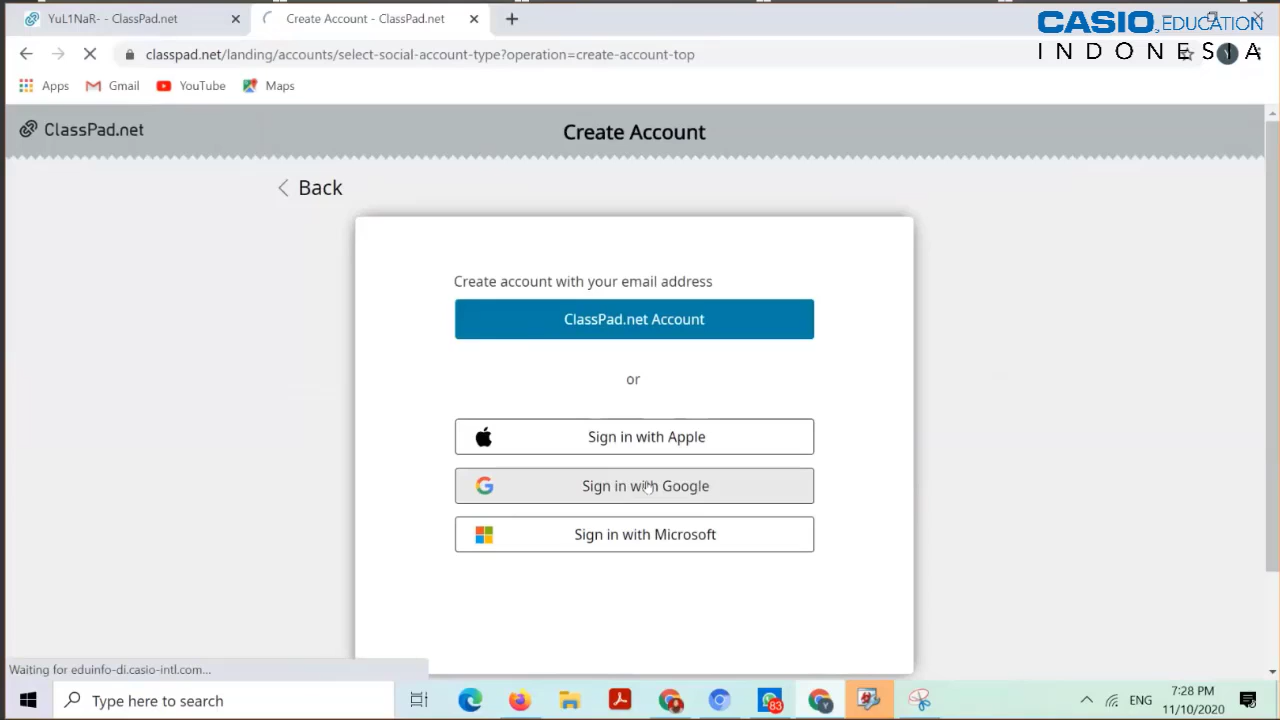 YuL1NaR- - ClassPad.net
Create Account - ClassPad.net
CASIO EDUCATION
INDONESIA
classpad.net/landing/accounts/select-social-account-type?operation=create-account-top
Apps
Gmail
YouTube
Maps
ClassPad.net
Create Account
Back
Create account with your email address
ClassPad.net Account
or
Sign in with Apple
Sign in with Google
Sign in with Microsoft
Waiting for eduinfo-di.casio-intl.com...
Type here to search
83
Y
ENG
7:28 PM
11/10/2020